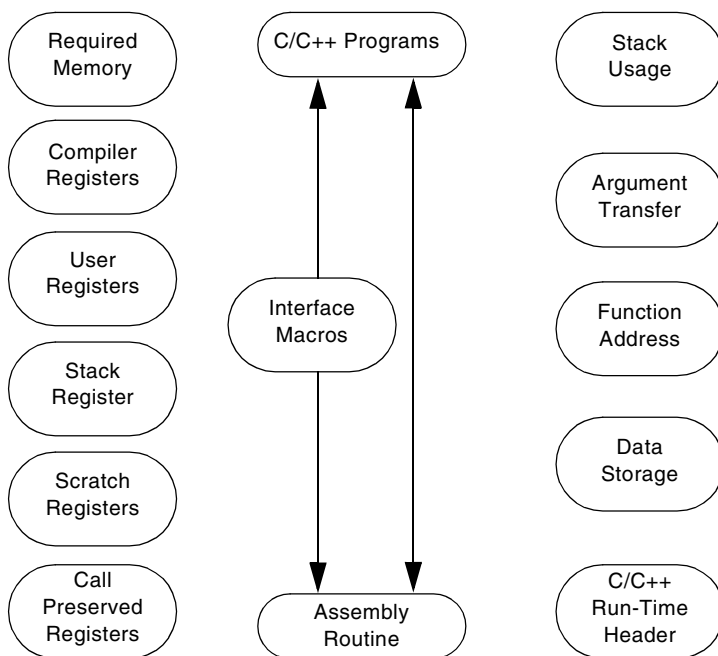 Required
Memory
C/C++ Programs
Stack
Usage
Compiler
Registers
Argument
Transfer
User
Registers
Interface
Macros
Function
Address
Stack
Register
Data
Storage
Scratch
Registers
Call
Preserved
Registers
Assembly
Routine
C/C++
Run-Time
Header